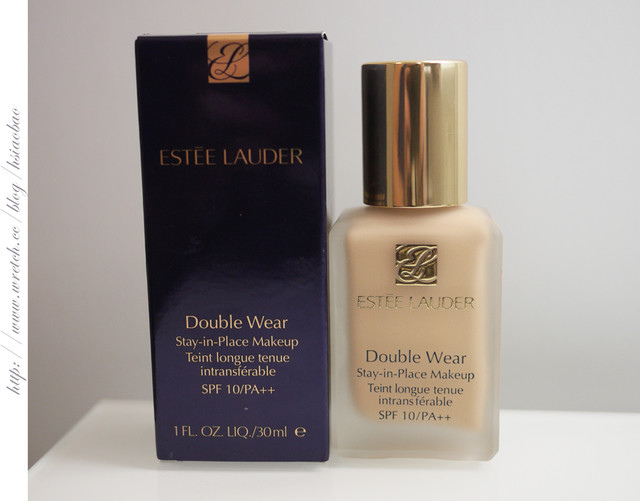 http://www.wretch.cc/blog/hsiaobao
ESTĒE LAUDER
Double Wear
Stay-in-Place Makeup
Teint longue tenue
intransférable
SPF 10/PA++
1 FL. OZ. LIQ./30ml e
ESTĒE LAUDER
Double Wear
Stay-in-Place Makeup
Teint longue tenue
intransférable
SPF 10/PA++